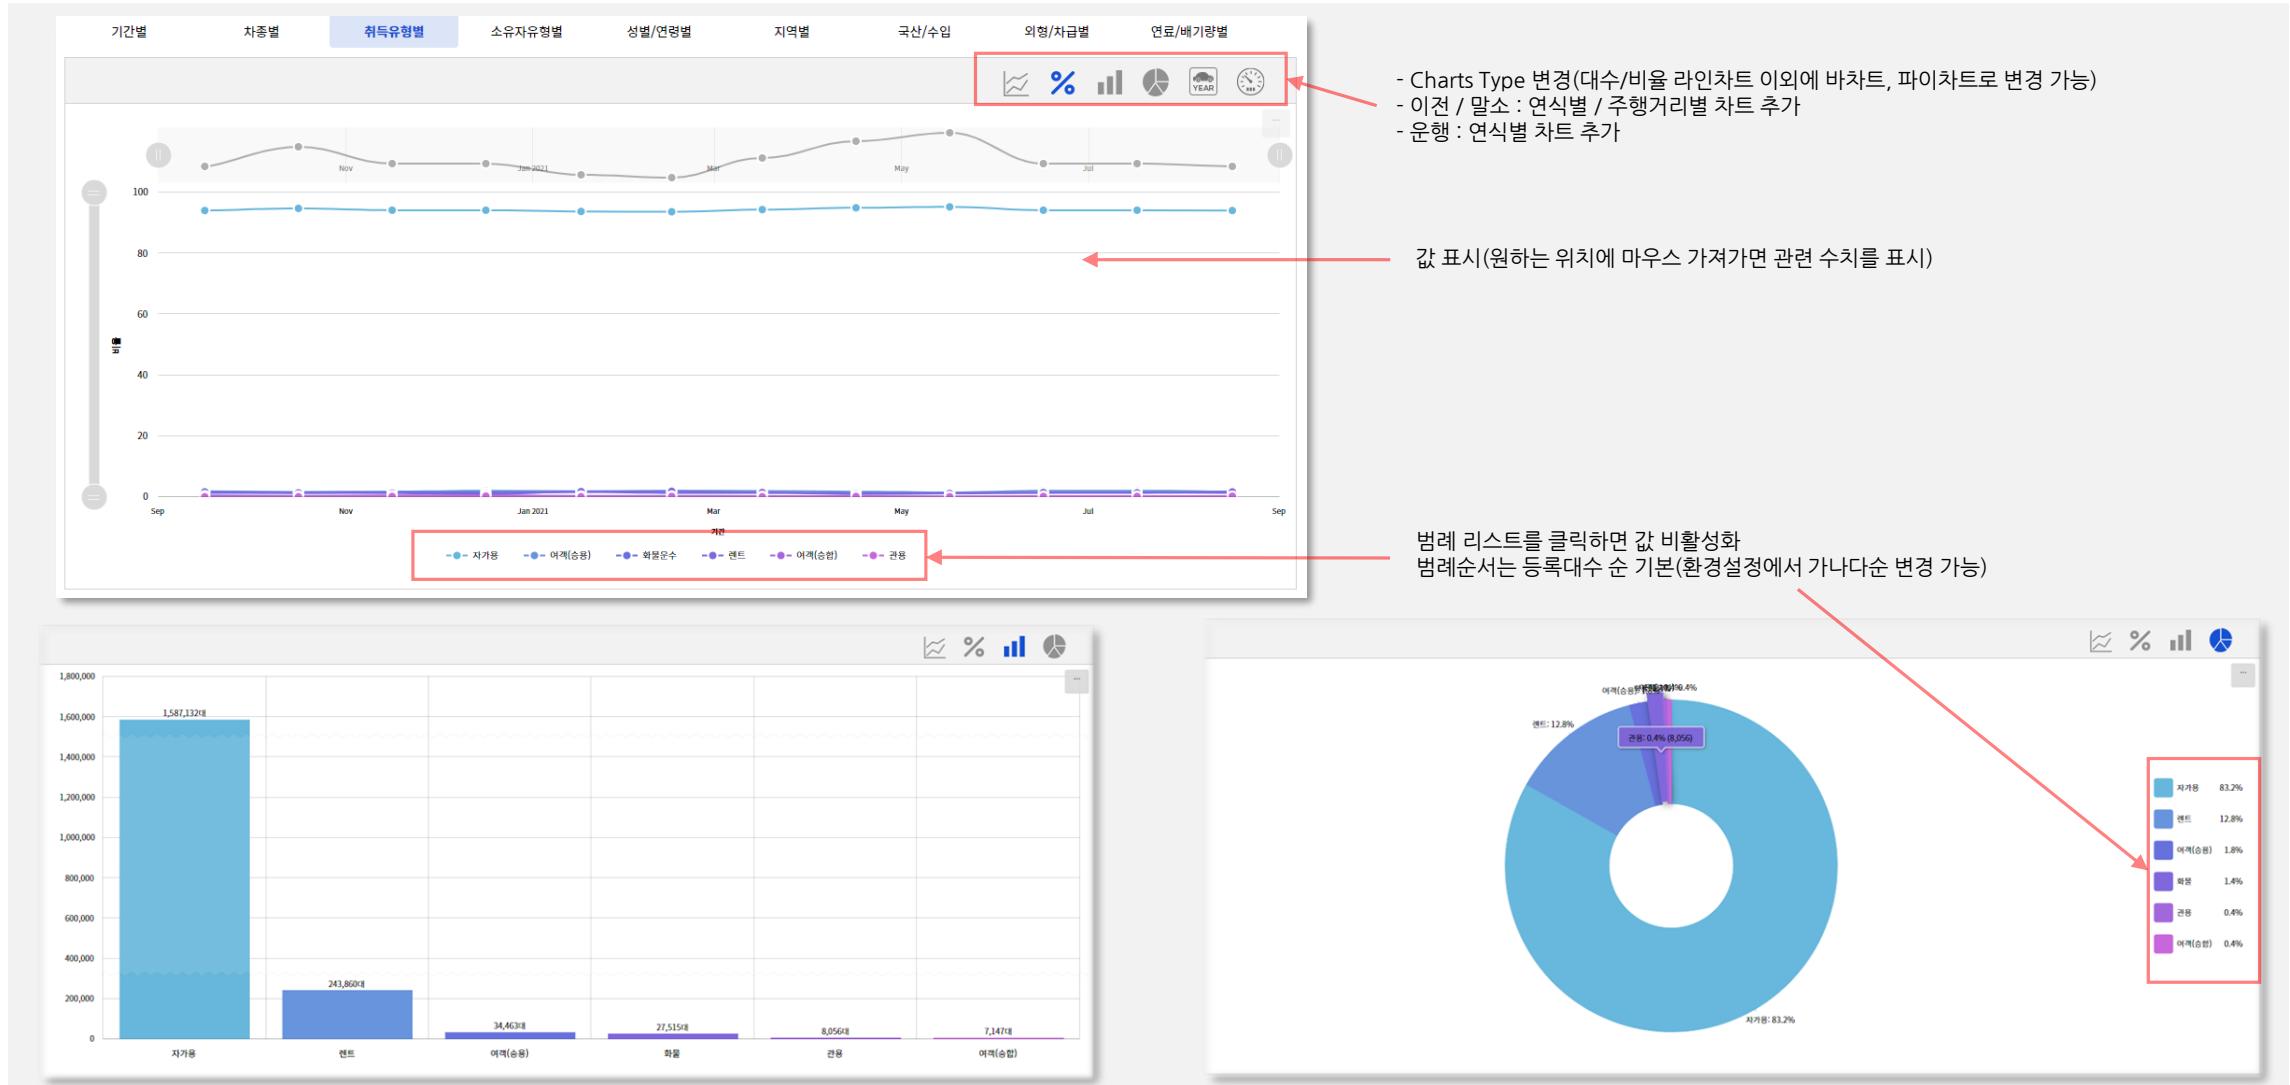 기간별 차종별 취득유형별 소유자유형별 성별/연령별 지역별 국산/수입 외형/차급별 연료/배기량별
YEAR
- Charts Type 변경(대수/비율 라인차트 이외에 바차트, 파이차트로 변경 가능)
- 이전 / 말소 : 연식별 / 주행거리별 차트 추가
- 운행 : 연식별 차트 추가
Nov Jan 2021 Mar May Jul
100
80
60
40
20
0
비율
Sep Nov Jan 2021 Mar May Jul Sep
기간
자가용 여객(승용) 화물운수 렌트 여객(승합) 관용
값 표시(원하는 위치에 마우스 가져가면 관련 수치를 표시)
범례 리스트를 클릭하면 값 비활성화
범례순서는 등록대수 순 기본(환경설정에서 가나다순 변경 가능)
1,800,000
1,600,000
1,400,000
1,200,000
1,000,000
800,000
600,000
400,000
200,000
0
1,587,132대
243,860대
34,463대
27,515대
8,056대
7,147대
자가용 렌트 여객(승용) 화물 관용 여객(승합)
여객(승용)
0.4%
렌트: 12.8%
관용: 0.4% (8,056)
자가용: 83.2%
자가용 83.2%
렌트 12.8%
여객(승용) 1.8%
화물 1.4%
관용 0.4%
여객(승합) 0.4%